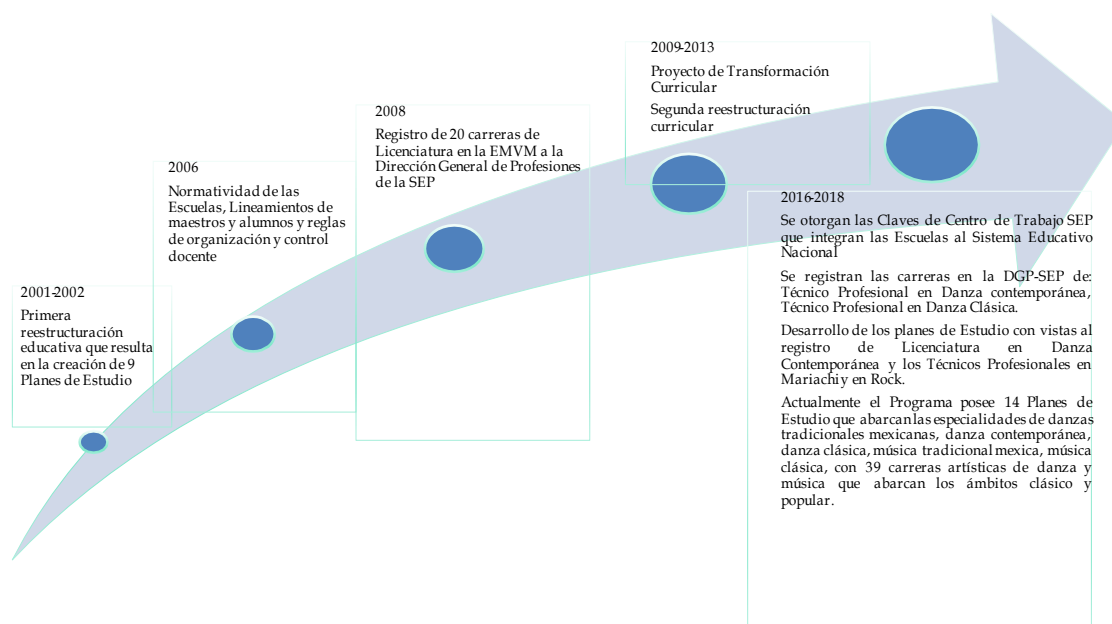 2001-2002
Primera
reestructuración
educativa que resulta
en la creación de 9
Planes de Estudio
2006
Normatividad de las
Escuelas, Lineamientos de
maestros y alumnos y reglas
de organización y control
docente
2008
Registro de 20 carreras de
Licenciatura en la EMVM a la
Dirección General de Profesiones
de la SEP
2009-2013
Proyecto de Transformación
Curricular
Segunda reestructuración
curricular
2016-2018
Se otorgan las Claves de Centro de Trabajo SEP
que integran las Escuelas al Sistema Educativo
Nacional
Se registran las carreras en la DGP-SEP de:
Técnico Profesional en Danza contemporánea,
Técnico Profesional en Danza Clásica.
Desarrollo de los planes de Estudio con vistas al
registro de Licenciatura en Danza
Contemporánea y los Técnicos Profesionales en
Mariachi y en Rock.
Actualmente el Programa posee 14 Planes de
Estudio que abarcan las especialidades de danzas
tradicionales mexicanas, danza contemporánea,
danza clásica, música tradicional mexica, música
clásica, con 39 carreras artísticas de danza y
música que abarcan los ámbitos clásico y
popular.